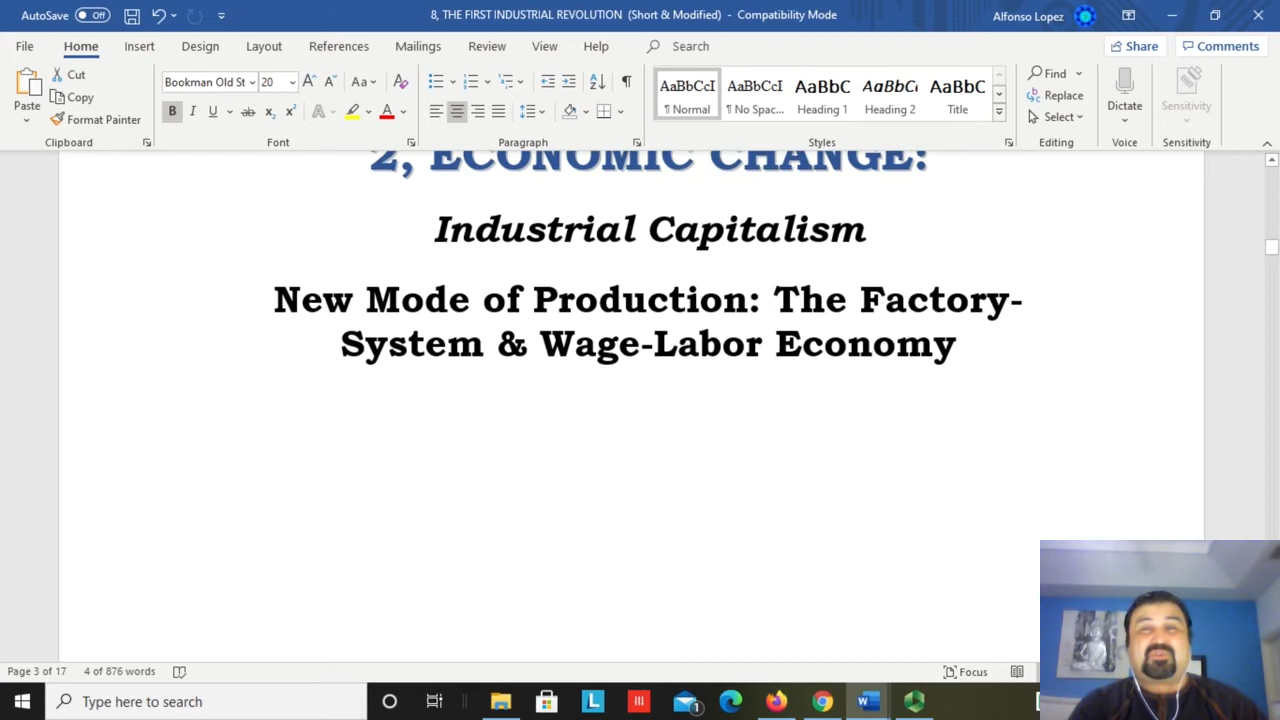 AutoSave Off 8, THE FIRST INDUSTRIAL REVOLUTION (Short & Modified) - Compatibility Mode Alfonso Lopez
File Home Insert Design Layout References Mailings Review View Help Search Share Comments
Paste Cut Copy Format Painter
Bookman Old St 20
AaBbCcI AaBbCcI AaBbC AaBbCcI AaBbC
¶ Normal ¶ No Spac... Heading 1 Heading 2 Title
Find Replace Select
Dictate Sensitivity
Clipboard Font Paragraph Styles Editing Voice Sensitivity
2, ECONOMIC CHANGE:
Industrial Capitalism
New Mode of Production: The Factory-
System & Wage-Labor Economy
Page 3 of 17 4 of 876 words Focus
Type here to search